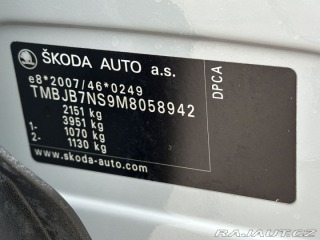 ŠKODA AUTO a.s.
e8*2007/46*0249
TMBJB7NS9M8058942
2151 kg
3951 kg
1- 1070 kg
2- 1130 kg
www.skoda-auto.com
DPCA
RAJAUT.CZ